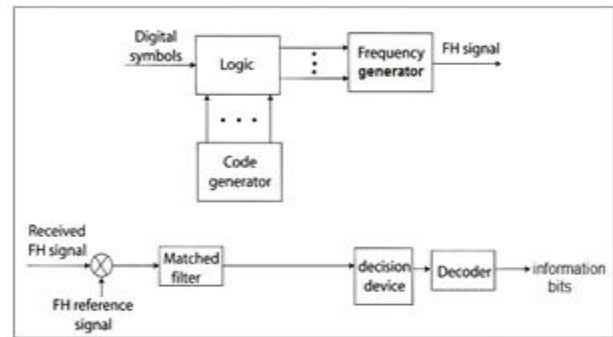 Digital
symbols
Logic
Frequency
generator
FH signal
Code
generator
Received
FH signal
Matched
filter
decision
device
Decoder
information
bits
FH reference
signal